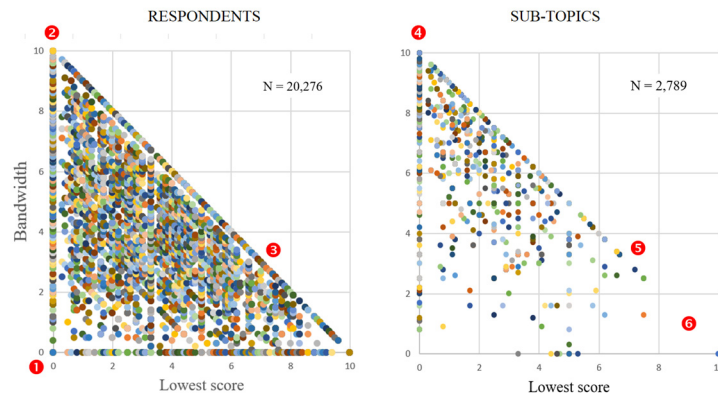 RESPONDENTS
SUB-TOPICS
2
4
10
N = 20,276
8
6
4
3
2
0
1
0 2 4 6 8 10
Bandwidth
Lowest score
10
N = 2,789
8
6
4
5
2
6
0
0 2 4 6 8
Lowest score